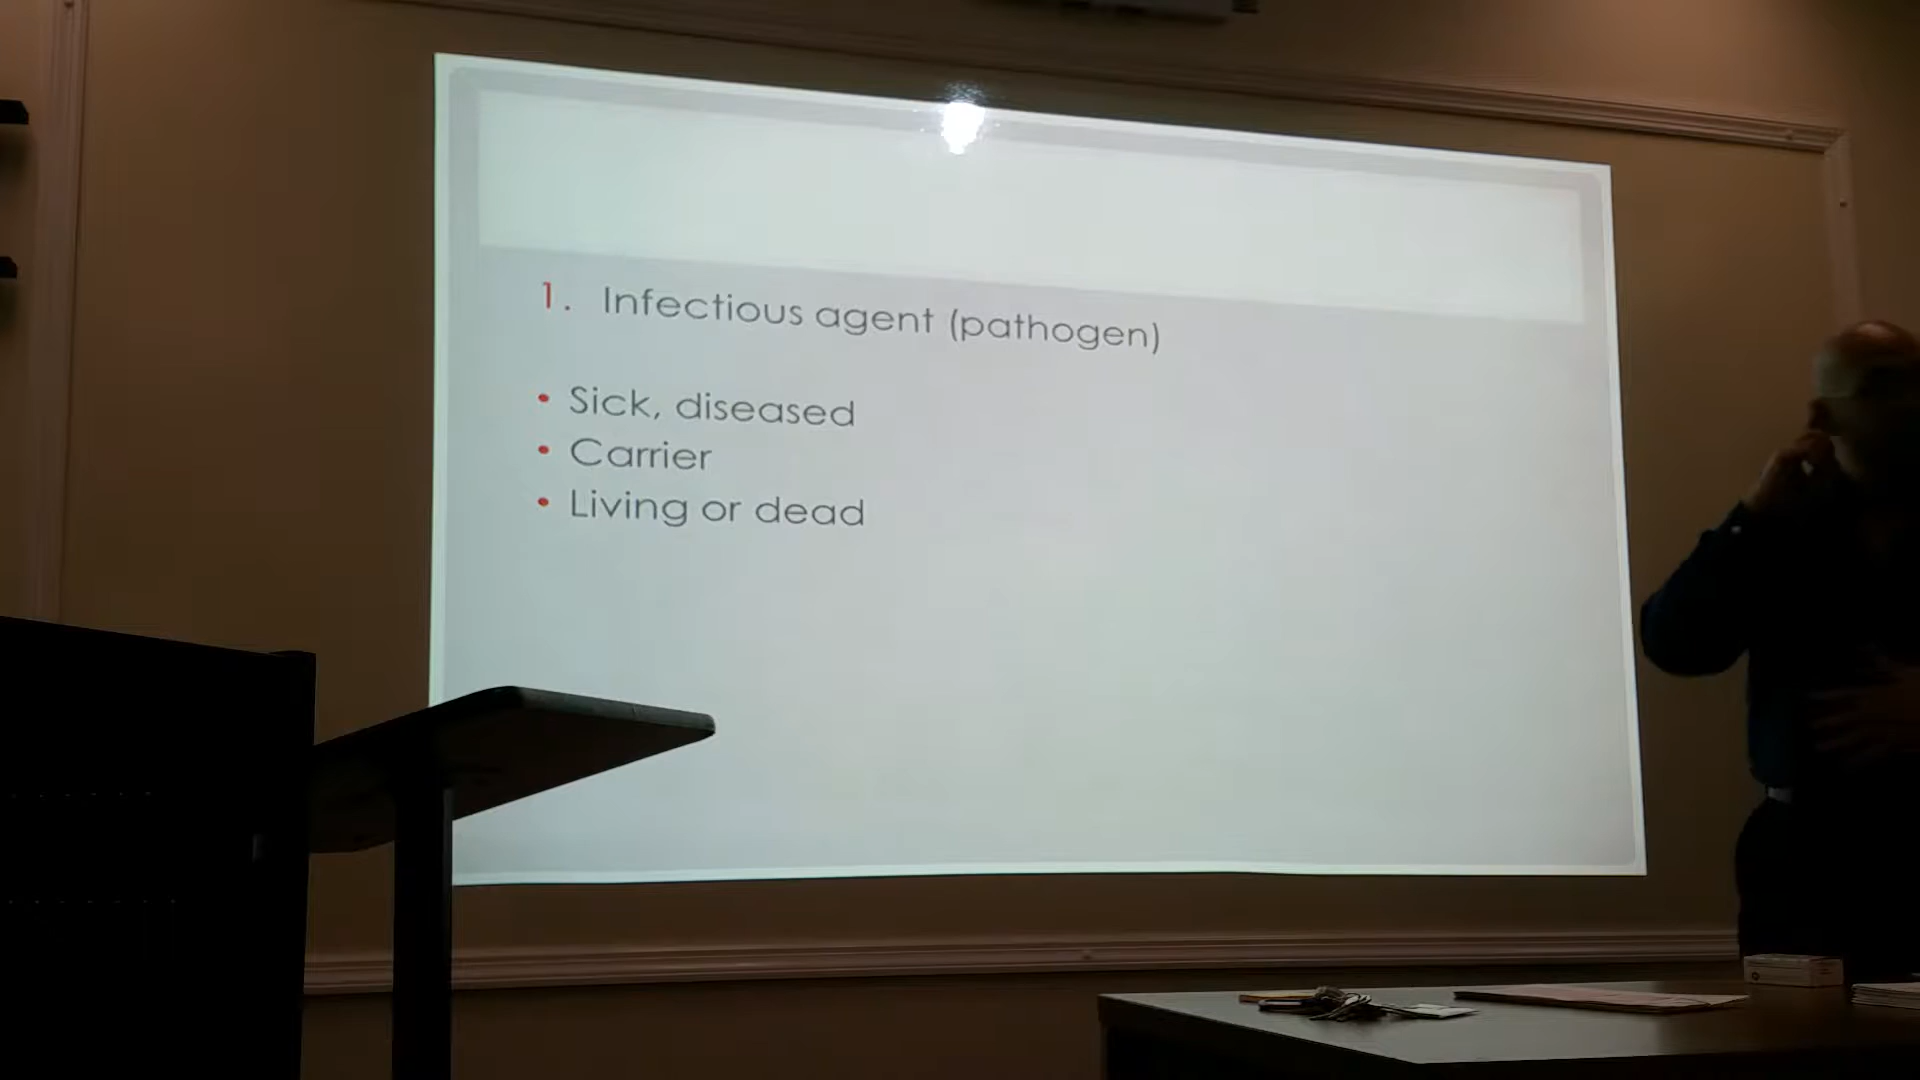 1. Infectious agent (pathogen)
• Sick, diseased
• Carrier
• Living or dead